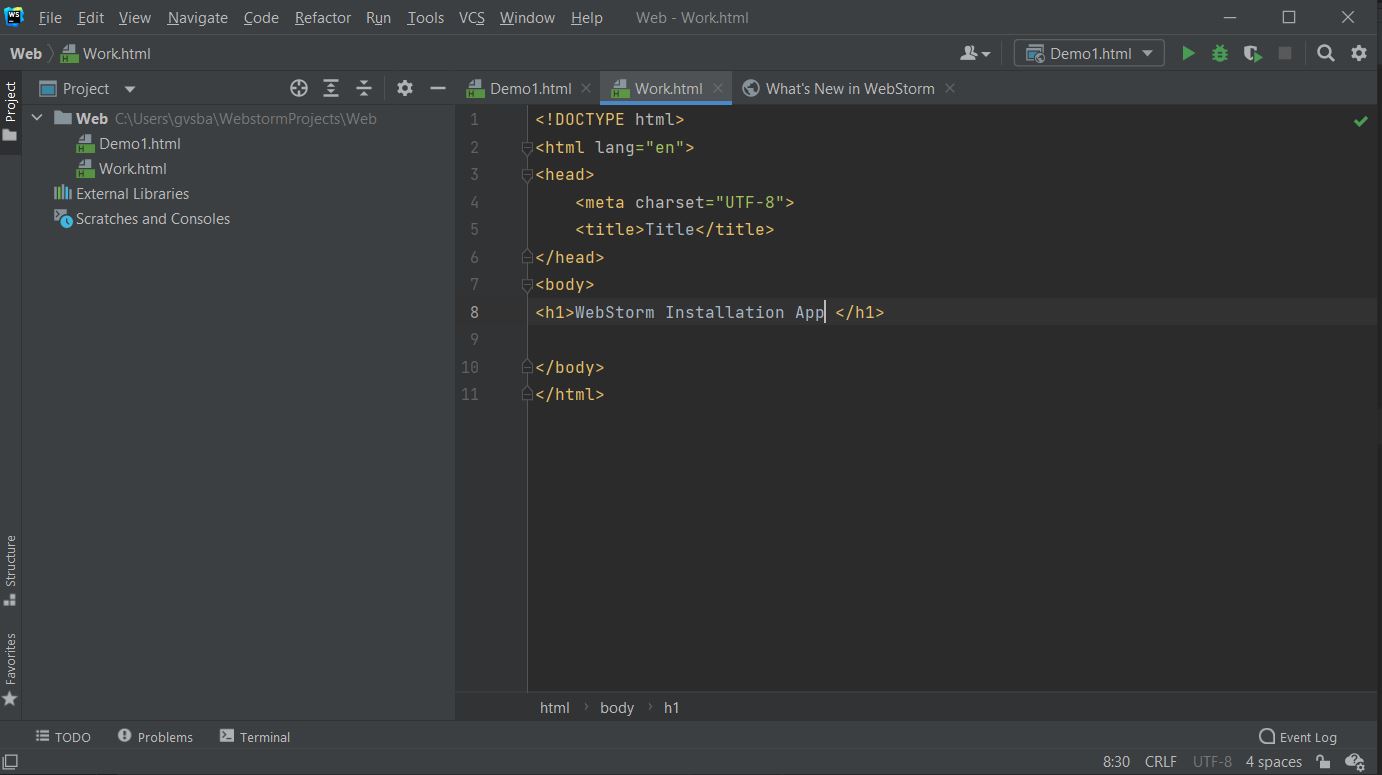 WS File Edit View Navigate Code Refactor Run Tools VCS Window Help Web - Work.html
Web Work.html Demo1.html
Project
Project
Demo1.html Work.html What's New in WebStorm
Web C:\Users\gvsba\WebstormProjects\Web
Demo1.html
Work.html
External Libraries
Scratches and Consoles
1 <!DOCTYPE html>
2 <html lang="en">
3 <head>
4 <meta charset="UTF-8">
5 <title>Title</title>
6 </head>
7 <body>
8 <h1>WebStorm Installation App </h1>
9
10 </body>
11 </html>
Structure
Favorites
html body h1
TODO Problems Terminal Event Log
8:30 CRLF UTF-8 4 spaces